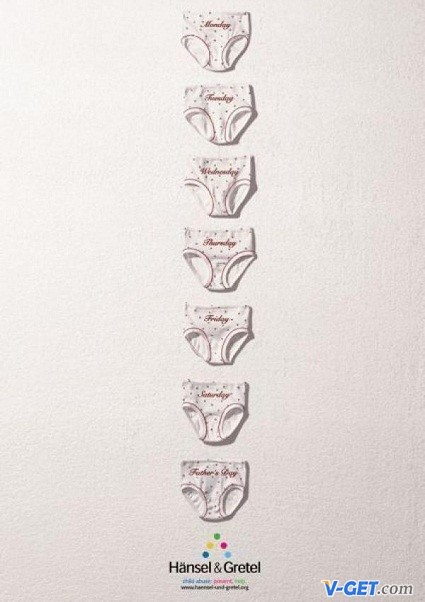 Monday
Tuesday
Wednesday
Thursday
Friday
Saturday
Father's Day
Hänsel & Gretel
child abuse: prevent, help.
www.haensel-und-gretel.org
V-GET.com